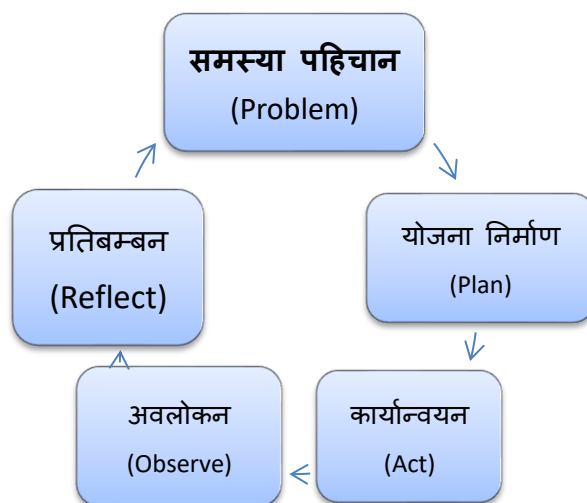 समस्या पहिचान
(Problem)
योजना निर्माण
(Plan)
कार्यान्वयन
(Act)
अवलोकन
(Observe)
प्रतिबम्बन
(Reflect)